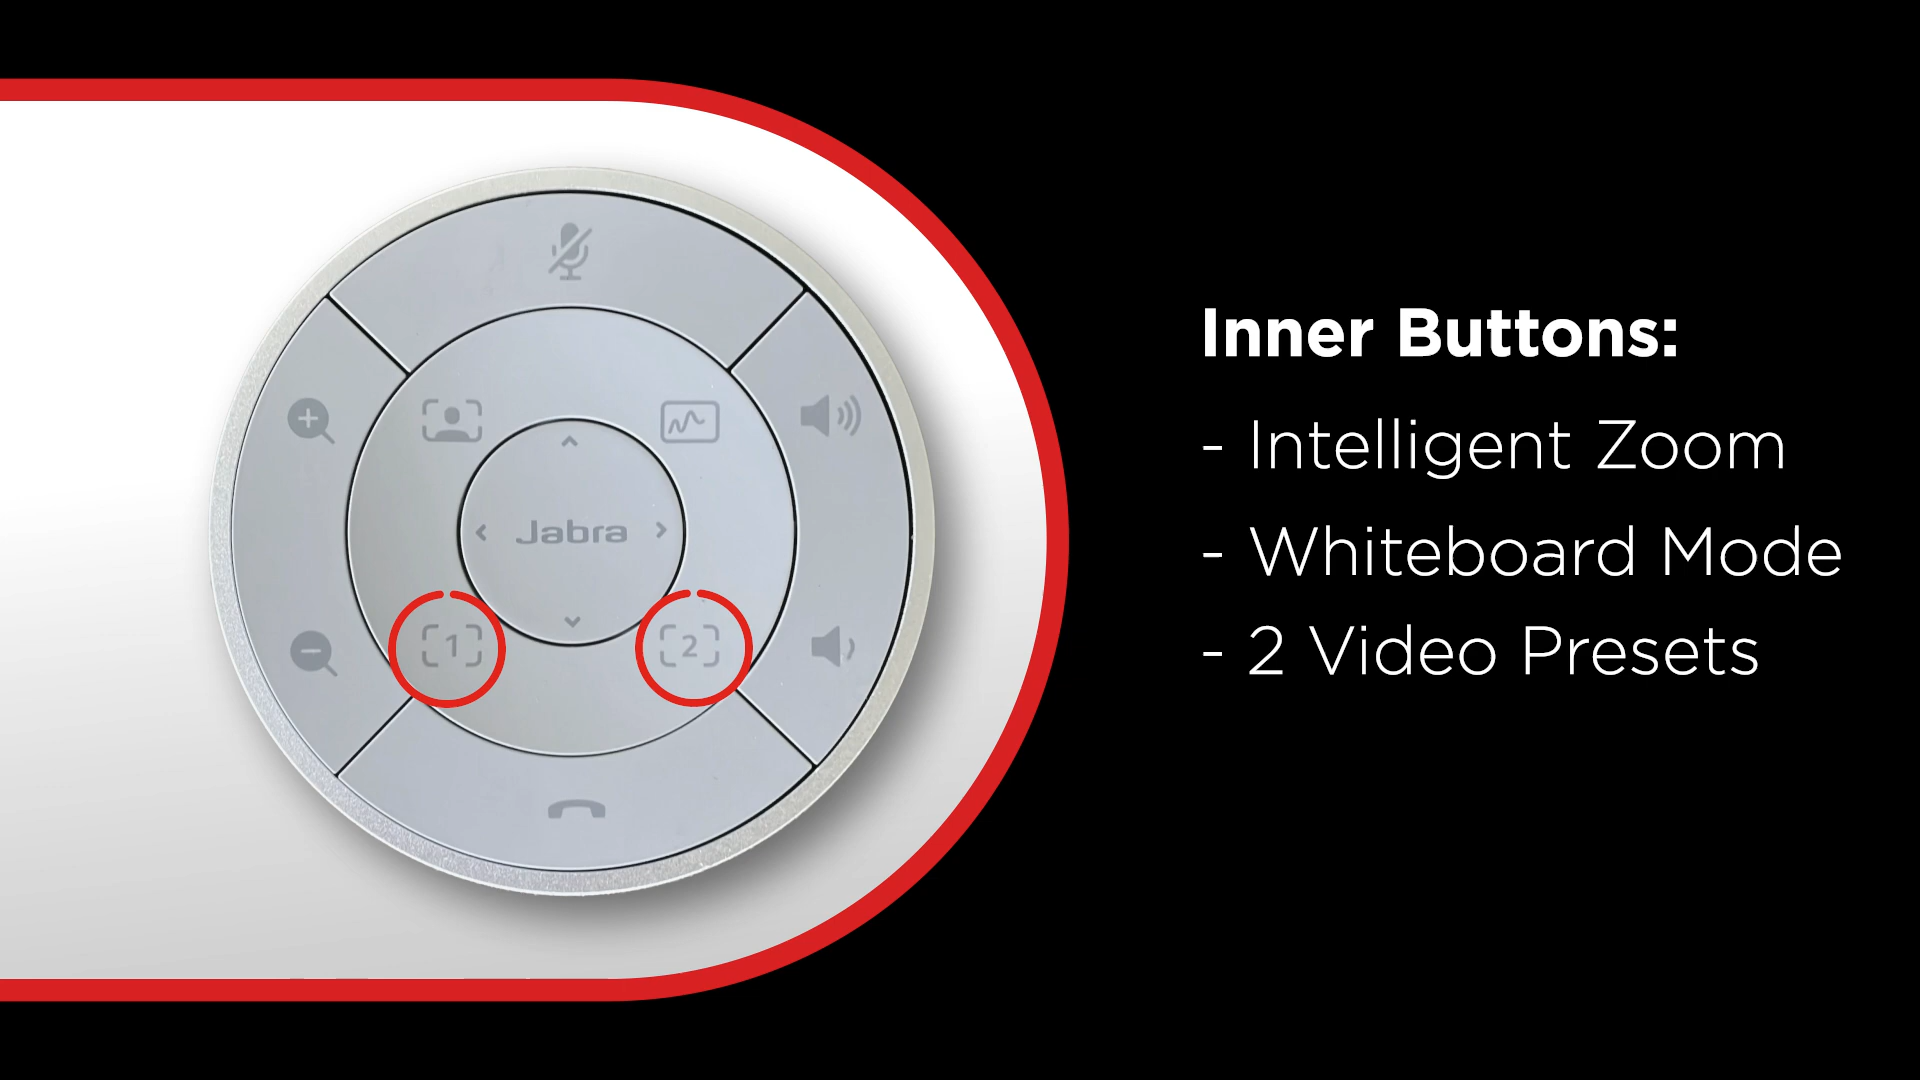 Jabra
1
2
Inner Buttons:
- Intelligent Zoom
- Whiteboard Mode
- 2 Video Presets